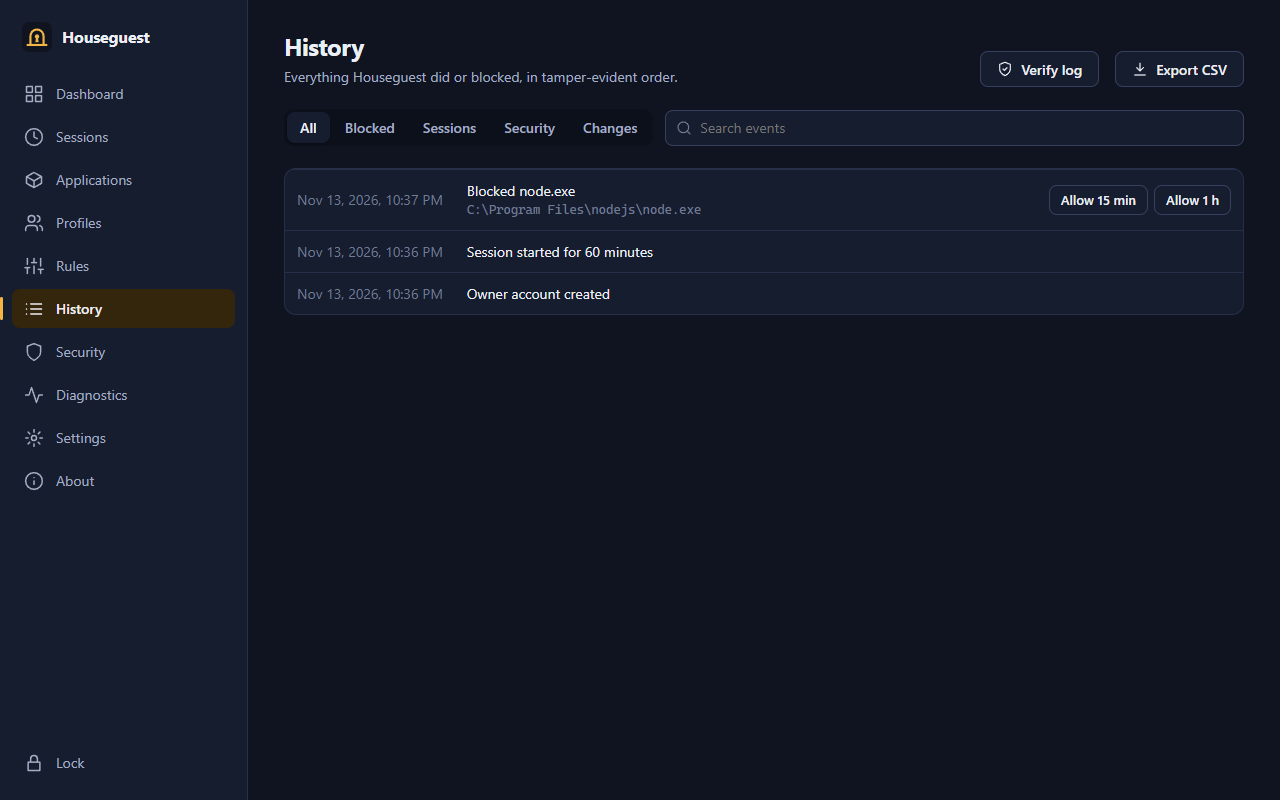 Houseguest
Dashboard
Sessions
Applications
Profiles
Rules
History
Security
Diagnostics
Settings
About
Lock
History
Everything Houseguest did or blocked, in tamper-evident order.
Verify log
Export CSV
All
Blocked
Sessions
Security
Changes
Search events
Nov 13, 2026, 10:37 PM
Blocked node.exe
C:\Program Files\nodejs\node.exe
Allow 15 min
Allow 1 h
Nov 13, 2026, 10:36 PM
Session started for 60 minutes
Nov 13, 2026, 10:36 PM
Owner account created